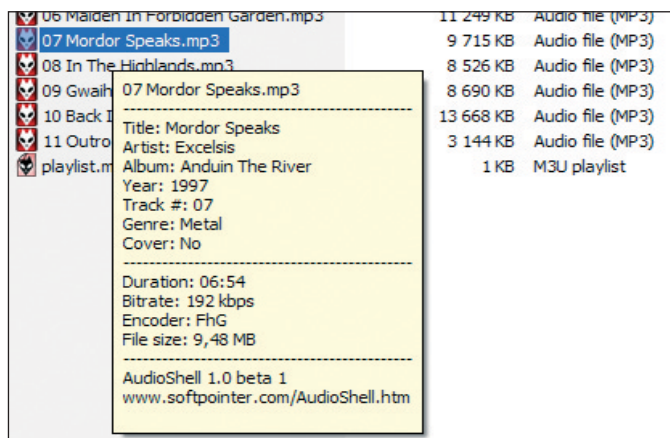 06 Maiden In Forbidden Garden.mp3 11 249 KB Audio file (MP3)
07 Mordor Speaks.mp3 9 715 KB Audio file (MP3)
08 In The Highlands.mp3 8 526 KB Audio file (MP3)
09 Gwaih 8 690 KB Audio file (MP3)
10 Back I 13 668 KB Audio file (MP3)
11 Outro 3 144 KB Audio file (MP3)
playlist.m 1 KB M3U playlist
07 Mordor Speaks.mp3
Title: Mordor Speaks
Artist: Excelsis
Album: Anduin The River
Year: 1997
Track #: 07
Genre: Metal
Cover: No
Duration: 06:54
Bitrate: 192 kbps
Encoder: FhG
File size: 9,48 MB
AudioShell 1.0 beta 1
www.softpointer.com/AudioShell.htm